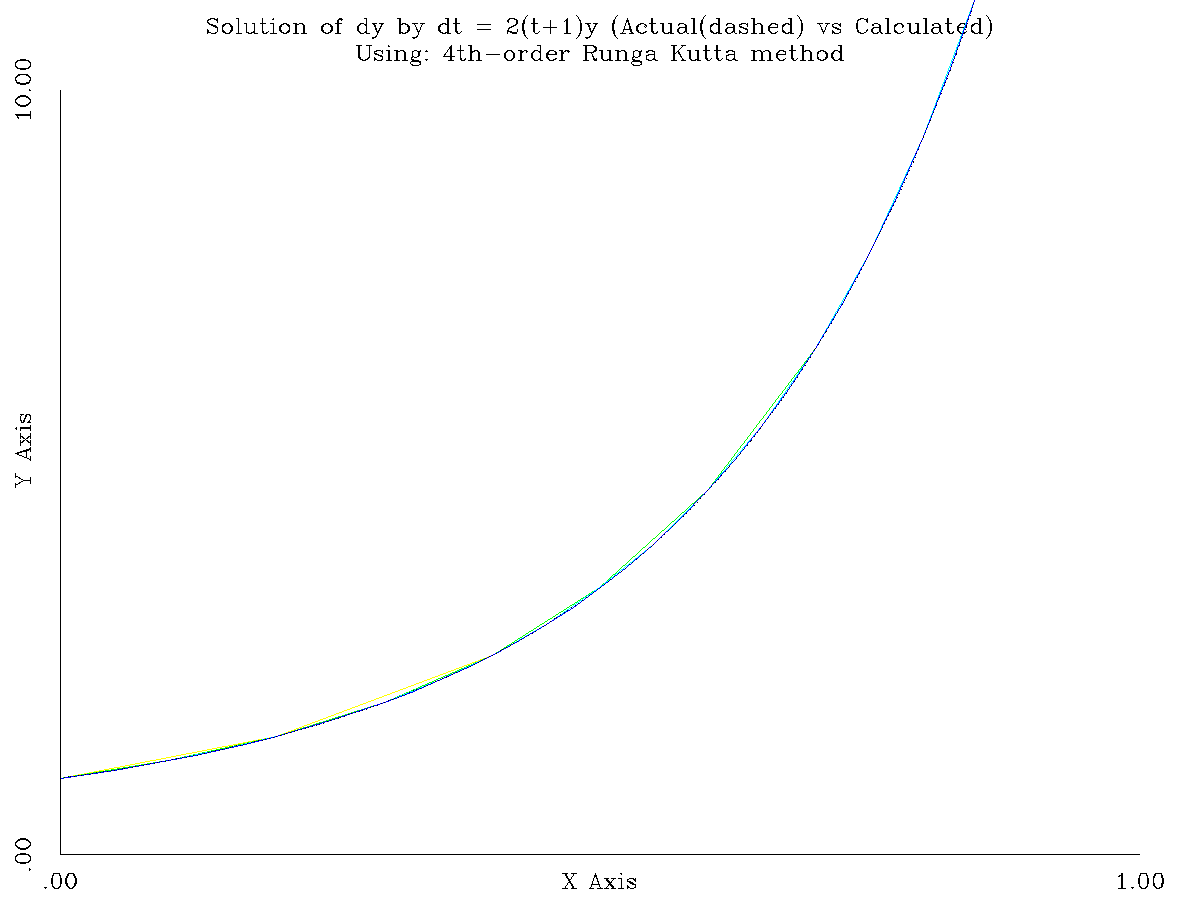 Solution of dy by dt = 2(t+1)y (Actual(dashed) vs Calculated)
Using: 4th-order Runga Kutta method
10.00
Y Axis
.00
.00
X Axis
1.00